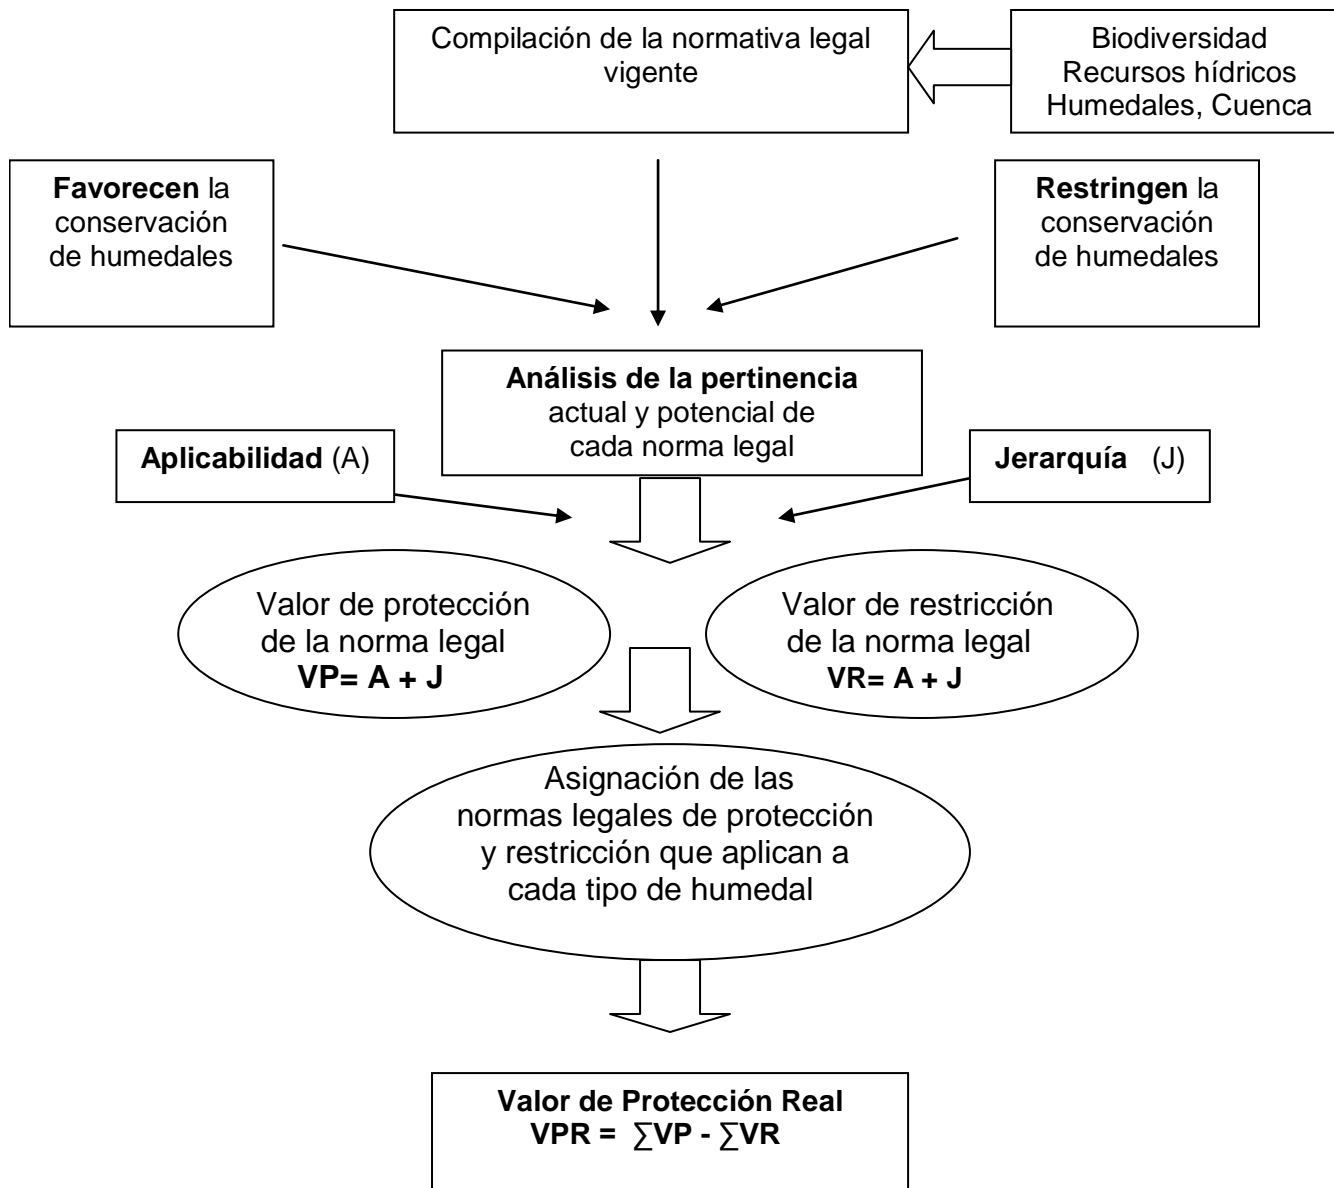 Compilación de la normativa legal
vigente
Biodiversidad
Recursos hídricos
Humedales, Cuenca
Favorecen la
conservación
de humedales
Restringen la
conservación
de humedales
Análisis de la pertinencia
actual y potencial de
cada norma legal
Aplicabilidad (A)
Jerarquía (J)
Valor de protección
de la norma legal
VP= A + J
Valor de restricción
de la norma legal
VR= A + J
Asignación de las
normas legales de protección
y restricción que aplican a
cada tipo de humedal
Valor de Protección Real
VPR = ∑VP - ∑VR